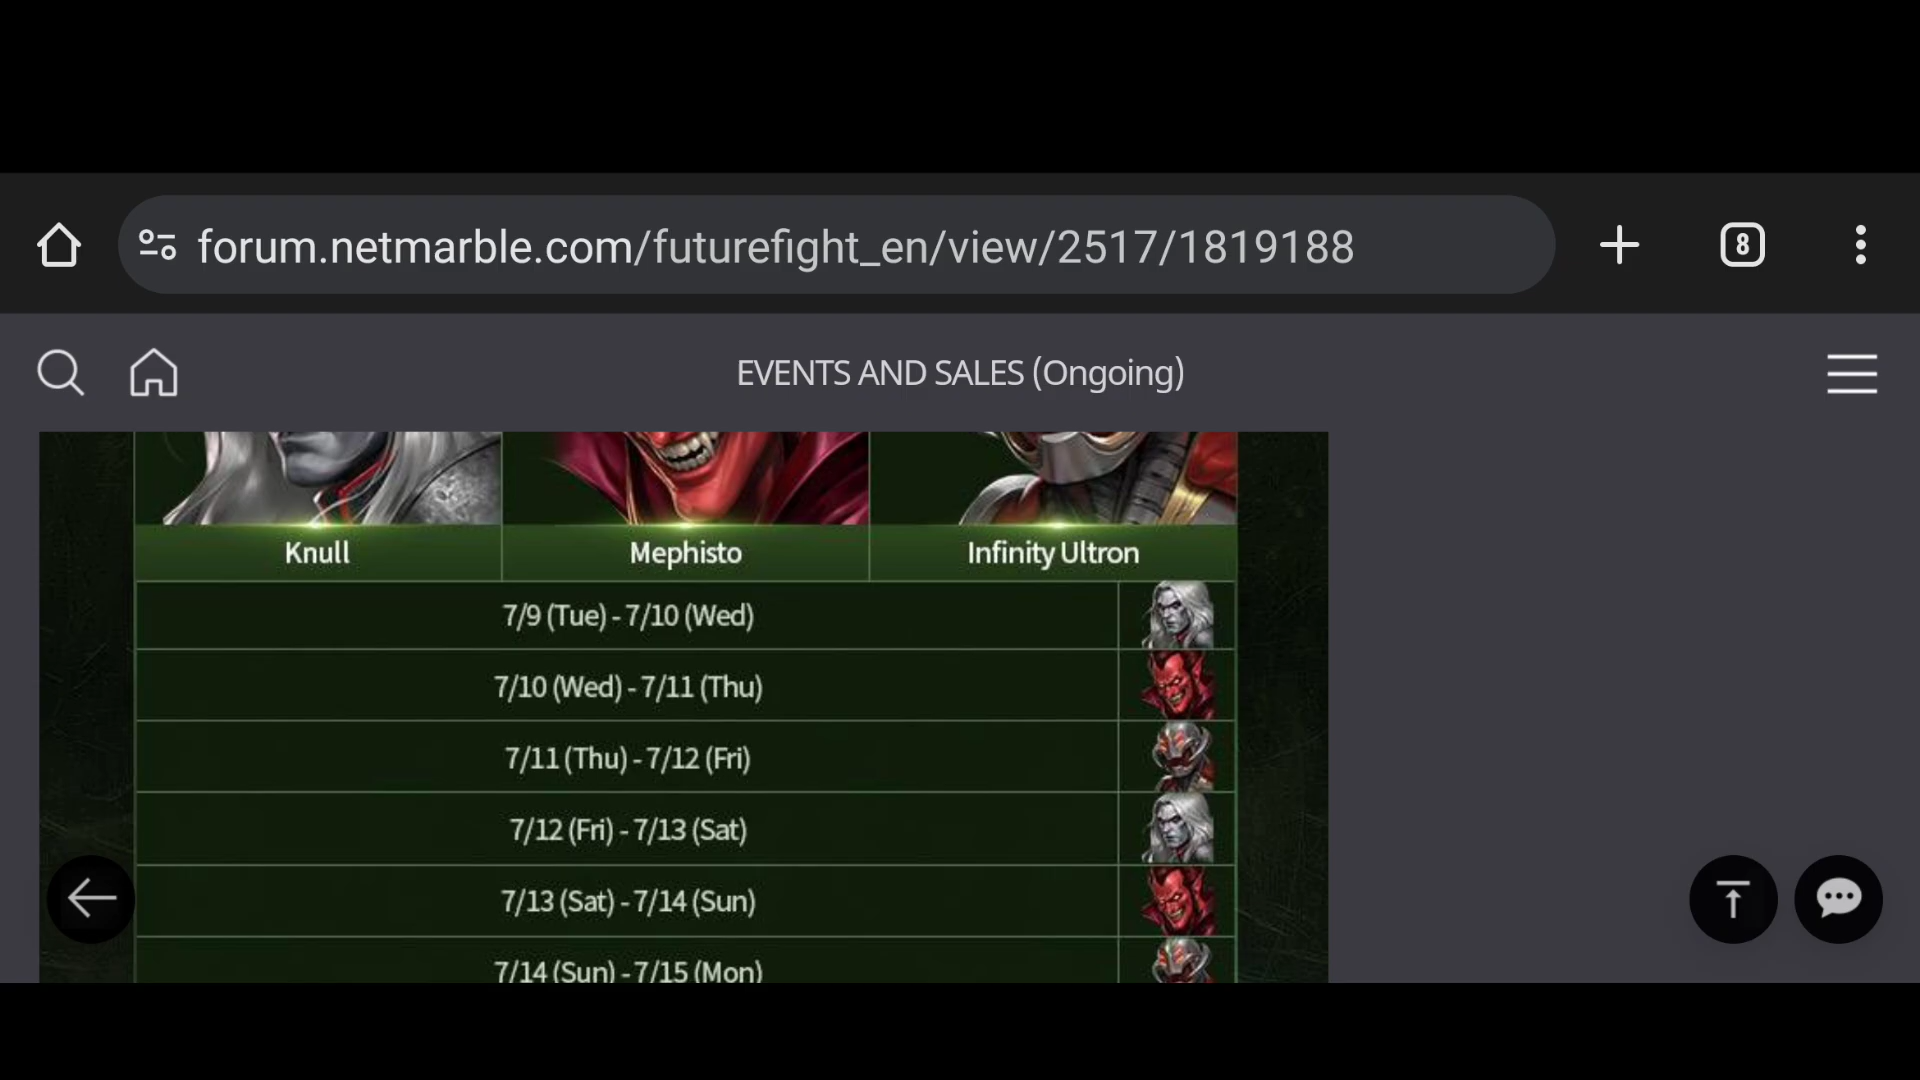 forum.netmarble.com/futurefight_en/view/2517/1819188
8
EVENTS AND SALES (Ongoing)
Knull
Mephisto
Infinity Ultron
7/9 (Tue) - 7/10 (Wed)
7/10 (Wed) - 7/11 (Thu)
7/11 (Thu) - 7/12 (Fri)
7/12 (Fri) - 7/13 (Sat)
7/13 (Sat) - 7/14 (Sun)
7/14 (Sun) - 7/15 (Mon)